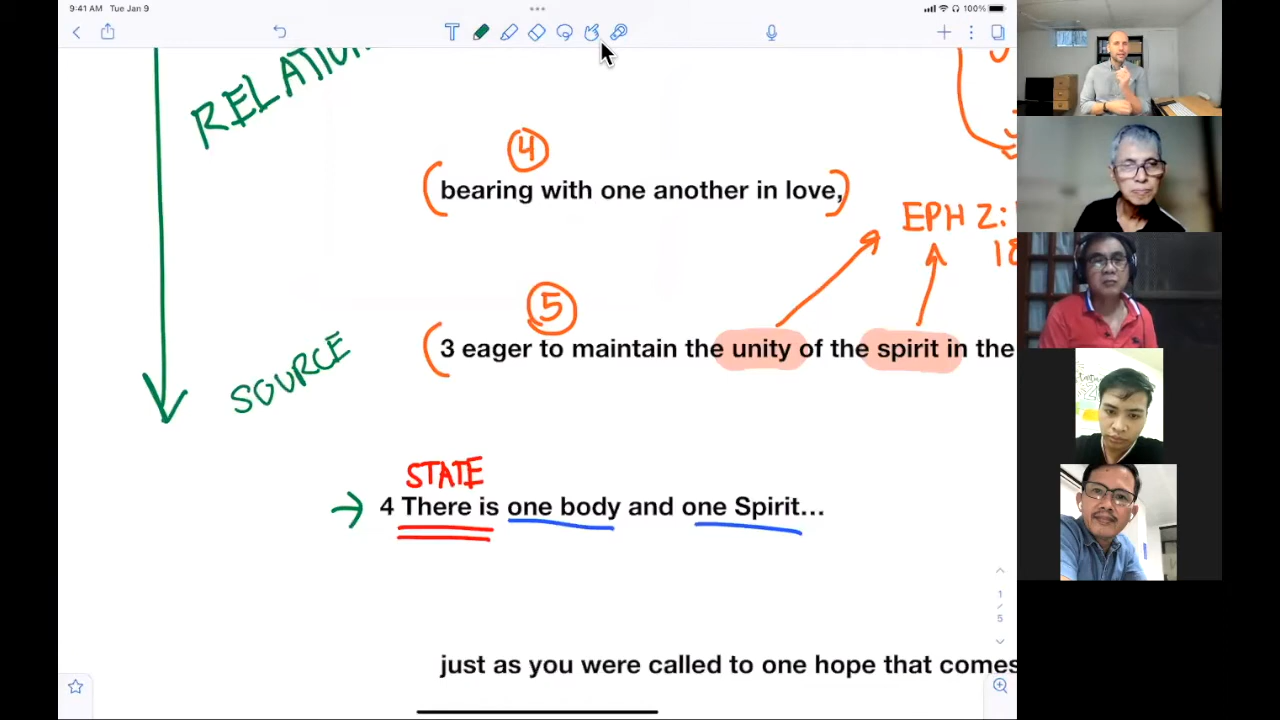 9:41 AM Tue Jan 9
100%
RELATION
4
(bearing with one another in love,)
EPH 2:
18
5
(3 eager to maintain the unity of the spirit in the
SOURCE
STATE
→ 4 There is one body and one Spirit...
1
/
5
just as you were called to one hope that comes